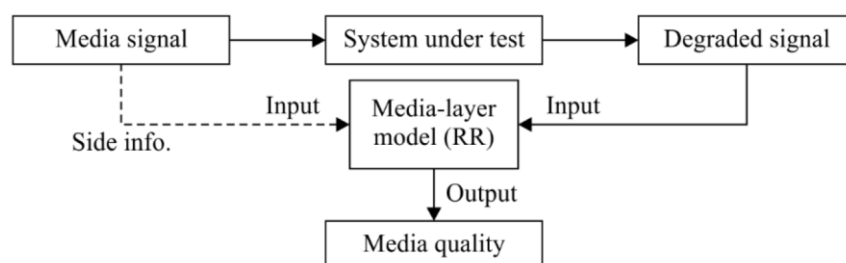 Media signal
System under test
Degraded signal
Input
Media-layer
model (RR)
Input
Side info.
Output
Media quality